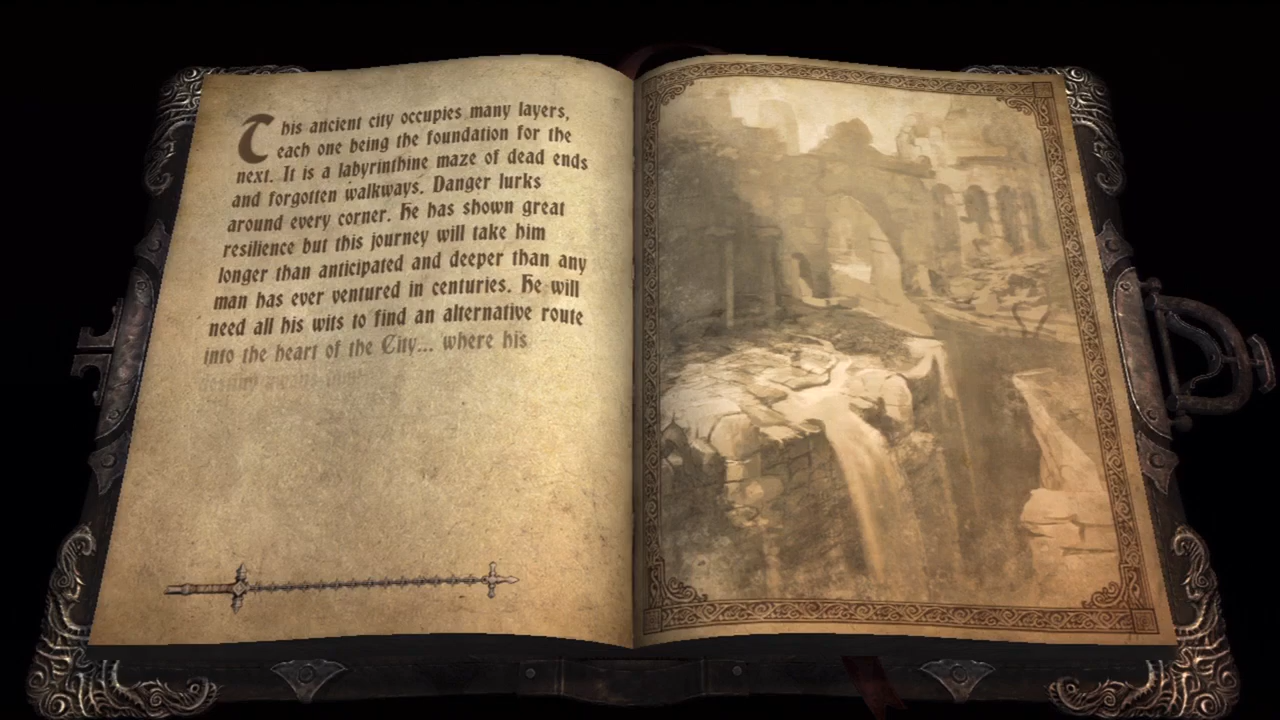 This ancient city occupies many layers,
each one being the foundation for the
next. It is a labyrinthine maze of dead ends
and forgotten walkways. Danger lurks
around every corner. He has shown great
resilience but this journey will take him
longer than anticipated and deeper than any
man has ever ventured in centuries. He will
need all his wits to find an alternative route
into the heart of the City... where his
destiny awaits him!